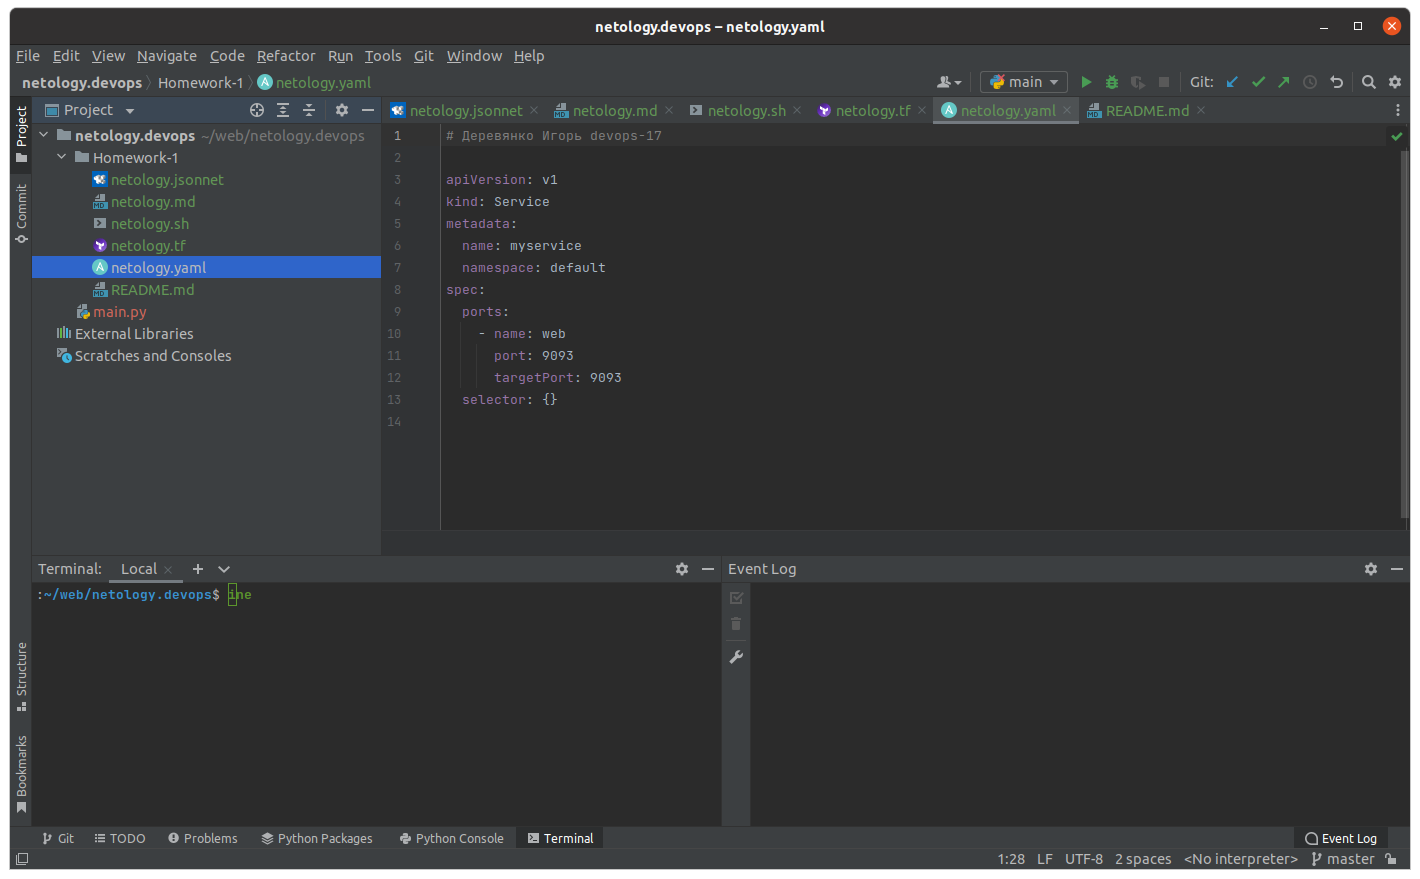 netology.devops – netology.yaml
File Edit View Navigate Code Refactor Run Tools Git Window Help
netology.devops Homework-1 netology.yaml
main Git:
Project
Commit
Structure
Bookmarks
Project
netology.devops ~/web/netology.devops
Homework-1
netology.jsonnet
netology.md
netology.sh
netology.tf
netology.yaml
README.md
main.py
External Libraries
Scratches and Consoles
netology.jsonnet netology.md netology.sh netology.tf netology.yaml README.md
1 # Деревянко Игорь devops-17
2
3 apiVersion: v1
4 kind: Service
5 metadata:
6 name: myservice
7 namespace: default
8 spec:
9 ports:
10 - name: web
11 port: 9093
12 targetPort: 9093
13 selector: {}
14
Terminal: Local
:~/web/netology.devops$ ine
Event Log
Git TODO Problems Python Packages Python Console Terminal Event Log
1:28 LF UTF-8 2 spaces <No interpreter> master